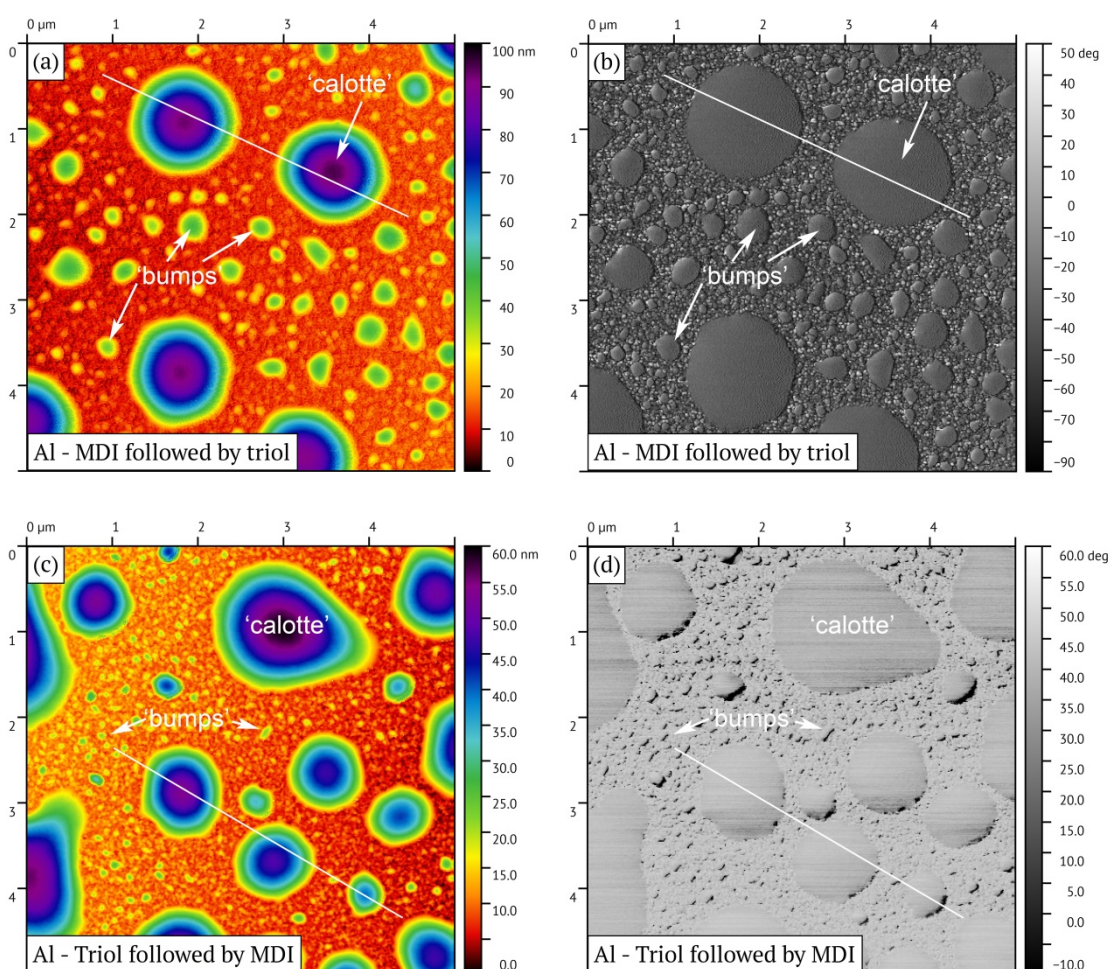 0 µm 1 2 3 4
0
1
2
3
4
(a)
'calotte'
'bumps
Al - MDI followed by triol
100 nm
90
80
70
60
50
40
30
20
10
0
0 µm 1 2 3 4
0
1
2
3
4
(b)
'calotte'
'bumps'
Al - MDI followed by triol
50 deg
40
30
20
10
0
−10
−20
−30
−40
−50
−60
−70
−90
0 µm 1 2 3 4
0
1
2
3
4
(c)
'calotte'
'bumps'
Al - Triol followed by MDI
60.0 nm
55.0
50.0
45.0
40.0
35.0
30.0
25.0
20.0
15.0
10.0
5.0
0.0
0 µm 1 2 3 4
0
1
2
3
4
(d)
'calotte'
'bumps'
Al - Triol followed by MDI
60.0 deg
55.0
50.0
45.0
40.0
35.0
30.0
25.0
20.0
15.0
10.0
5.0
0.0
−10.0